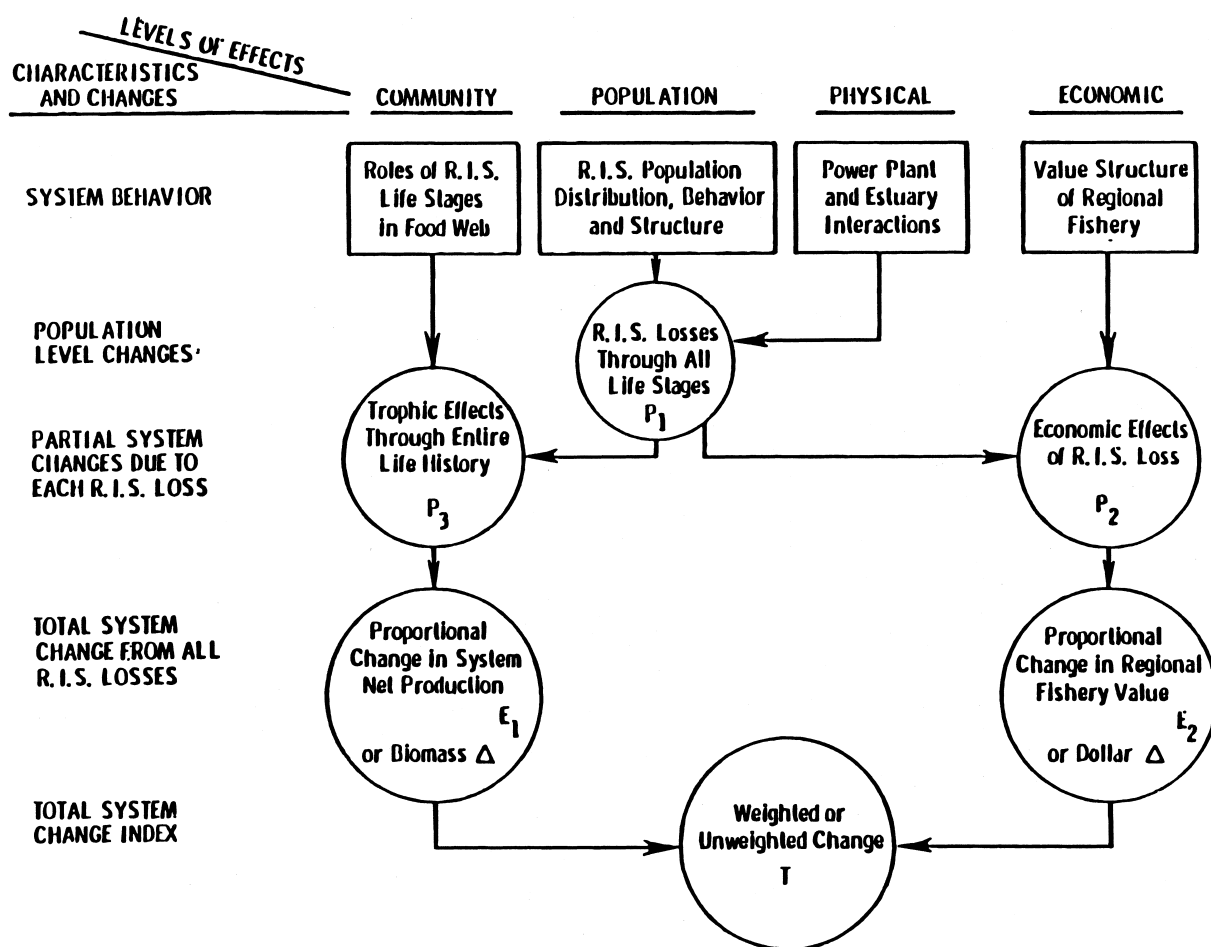 LEVELS OF EFFECTS
CHARACTERISTICS
AND CHANGES
COMMUNITY
POPULATION
PHYSICAL
ECONOMIC
SYSTEM BEHAVIOR
Roles of R.I.S.
Life Stages
in Food Web
R.I.S. Population
Distribution, Behavior
and Structure
Power Plant
and Estuary
Interactions
Value Structure
of Regional
Fishery
POPULATION
LEVEL CHANGES
R.I.S. Losses
Through All
Life Stages
P1
PARTIAL SYSTEM
CHANGES DUE TO
EACH R.I.S. LOSS
Trophic Effects
Through Entire
Life History
P3
Economic Effects
of R.I.S. Loss
P2
TOTAL SYSTEM
CHANGE FROM ALL
R.I.S. LOSSES
Proportional
Change in System
Net Production
E1
or Biomass Δ
Proportional
Change in Regional
Fishery Value
E2
or Dollar Δ
TOTAL SYSTEM
CHANGE INDEX
Weighted or
Unweighted Change
T